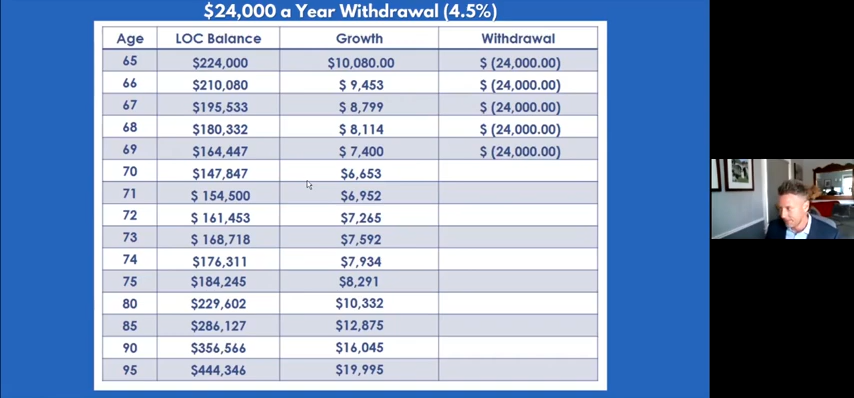 $24,000 a Year Withdrawal (4.5%)
Age LOC Balance Growth Withdrawal
65 $224,000 $10,080.00 $ (24,000.00)
66 $210,080 $ 9,453 $ (24,000.00)
67 $195,533 $ 8,799 $ (24,000.00)
68 $180,332 $ 8,114 $ (24,000.00)
69 $164,447 $ 7,400 $ (24,000.00)
70 $147,847 $6,653
71 $ 154,500 $6,952
72 $ 161,453 $7,265
73 $ 168,718 $7,592
74 $176,311 $7,934
75 $184,245 $8,291
80 $229,602 $10,332
85 $286,127 $12,875
90 $356,566 $16,045
95 $444,346 $19,995